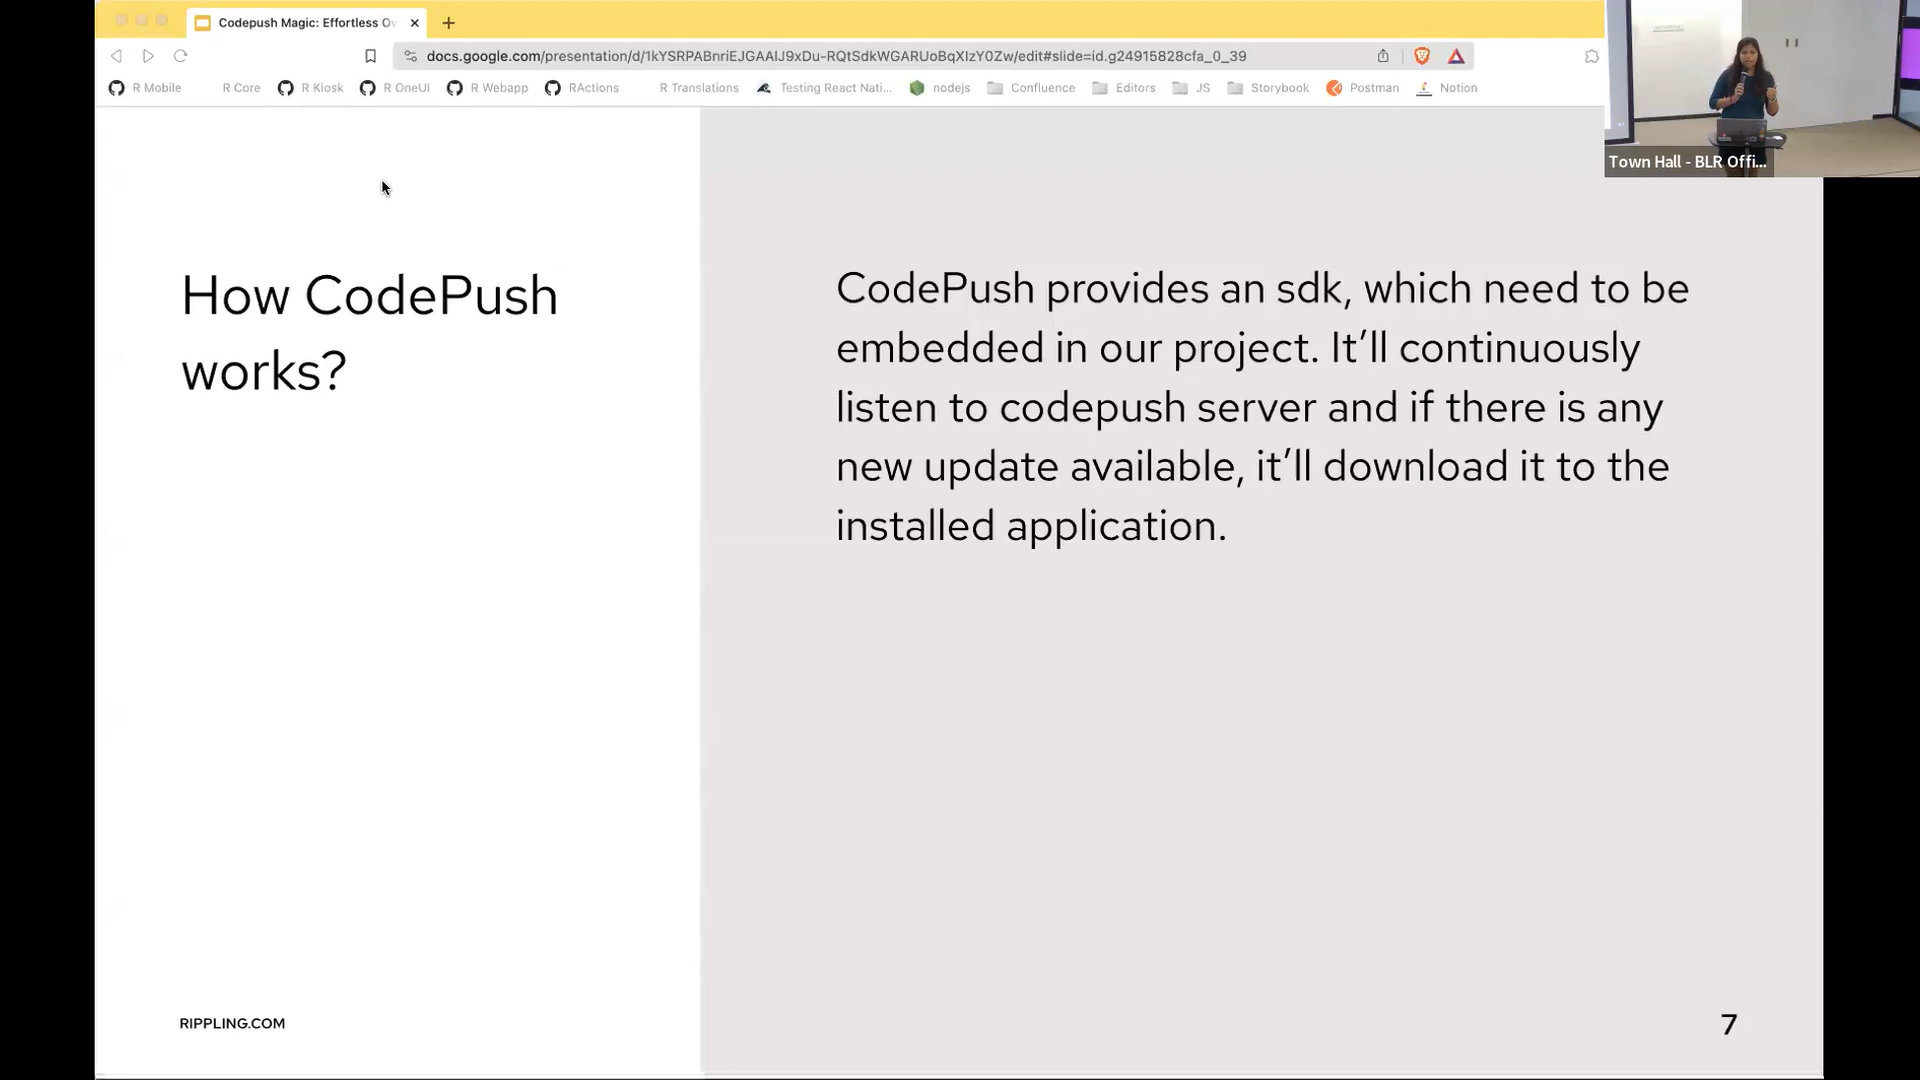 Codepush Magic: Effortless Ov
docs.google.com/presentation/d/1kYSRPABnriEJGAAlJ9xDu-RQtSdkWGARUoBqXIzY0Zw/edit#slide=id.g24915828cfa_0_39
R Mobile R Core R Kiosk R OneUI R Webapp RActions R Translations Testing React Nati... nodejs Confluence Editors JS Storybook Postman Notion
Town Hall - BLR Offi...
How CodePush
works?
CodePush provides an sdk, which need to be
embedded in our project. It’ll continuously
listen to codepush server and if there is any
new update available, it’ll download it to the
installed application.
RIPPLING.COM
7